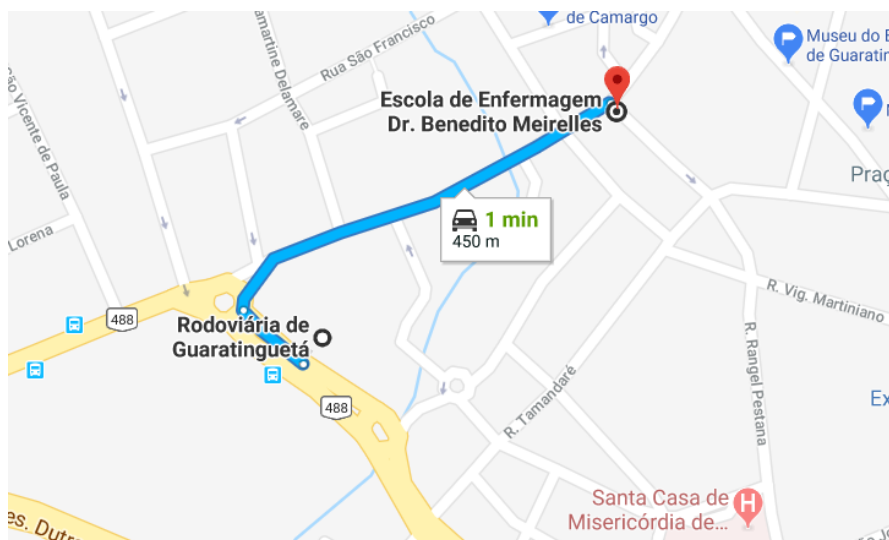 de Camargo
Museu do E
de Guaratin
Rua São Francisco
martine Delamare
ão Vicente de Paula
Escola de Enfermagem
Dr. Benedito Meirelles
Praç
1 min
450 m
Lorena
488
Rodoviária de
Guaratinguetá
488
R. Vig. Martiniano
R. Rangel Pestana
R. Tamandaré
Ex
Santa Casa de
Misericórdia de...
H
es. Dutr